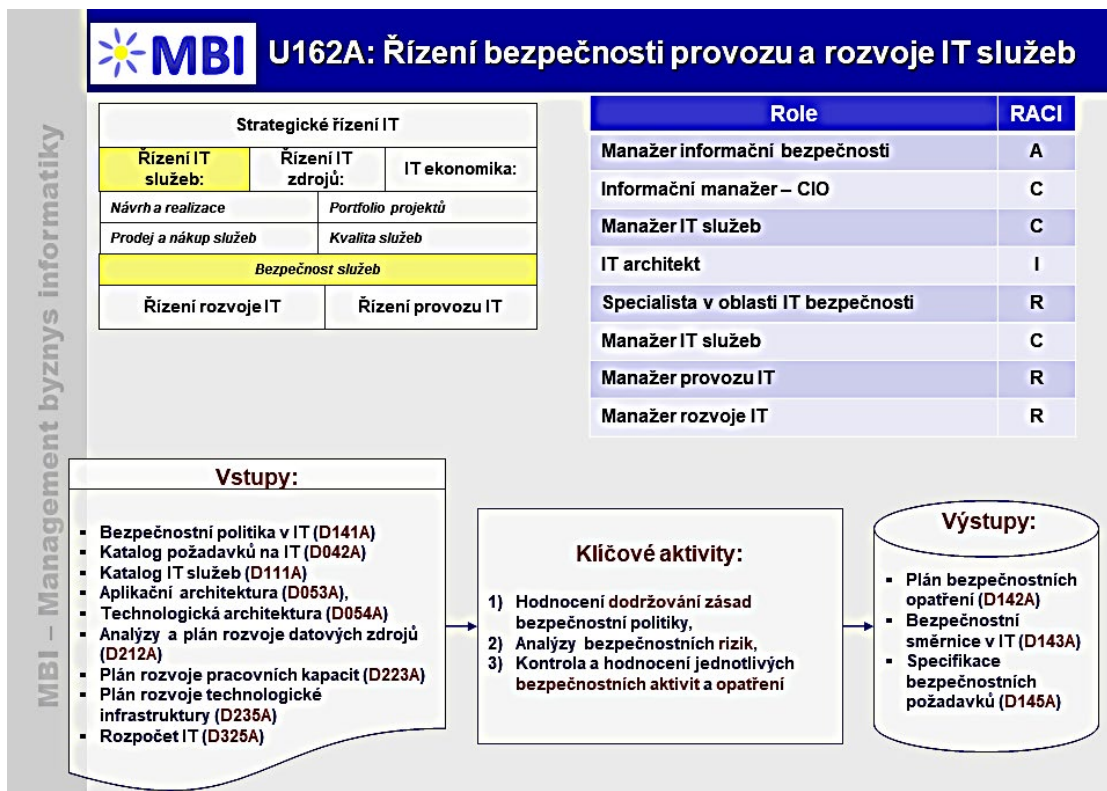 MBI
U162A: Řízení bezpečnosti provozu a rozvoje IT služeb
MBI – Management byznys informatiky
Strategické řízení IT
Řízení IT
služeb:
Řízení IT
zdrojů:
IT ekonomika:
Návrh a realizace
Portfolio projektů
Prodej a nákup služeb
Kvalita služeb
Bezpečnost služeb
Řízení rozvoje IT
Řízení provozu IT
Role RACI
Manažer informační bezpečnosti A
Informační manažer – CIO C
Manažer IT služeb C
IT architekt I
Specialista v oblasti IT bezpečnosti R
Manažer IT služeb C
Manažer provozu IT R
Manažer rozvoje IT R
Vstupy:
▪ Bezpečnostní politika v IT (D141A)
▪ Katalog požadavků na IT (D042A)
▪ Katalog IT služeb (D111A)
▪ Aplikační architektura (D053A),
▪ Technologická architektura (D054A)
▪ Analýzy a plán rozvoje datových zdrojů
(D212A)
▪ Plán rozvoje pracovních kapacit (D223A)
▪ Plán rozvoje technologické
infrastruktury (D235A)
▪ Rozpočet IT (D325A)
Klíčové aktivity:
1) Hodnocení dodržování zásad
bezpečnostní politiky,
2) Analýzy bezpečnostních rizik,
3) Kontrola a hodnocení jednotlivých
bezpečnostních aktivit a opatření
Výstupy:
▪ Plán bezpečnostních
opatření (D142A)
▪ Bezpečnostní
směrnice v IT (D143A)
▪ Specifikace
bezpečnostních
požadavků (D145A)